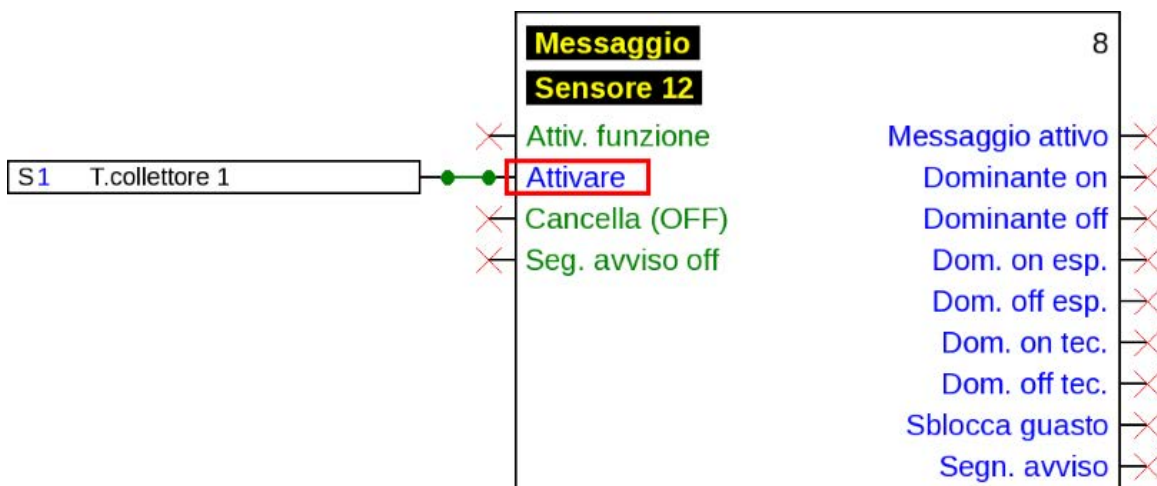 Messaggio 8
Sensore 12
Attiv. funzione Messaggio attivo
S1 T.collettore 1 Attivare Dominante on
Cancella (OFF) Dominante off
Seg. avviso off Dom. on esp.
Dom. off esp.
Dom. on tec.
Dom. off tec.
Sblocca guasto
Segn. avviso